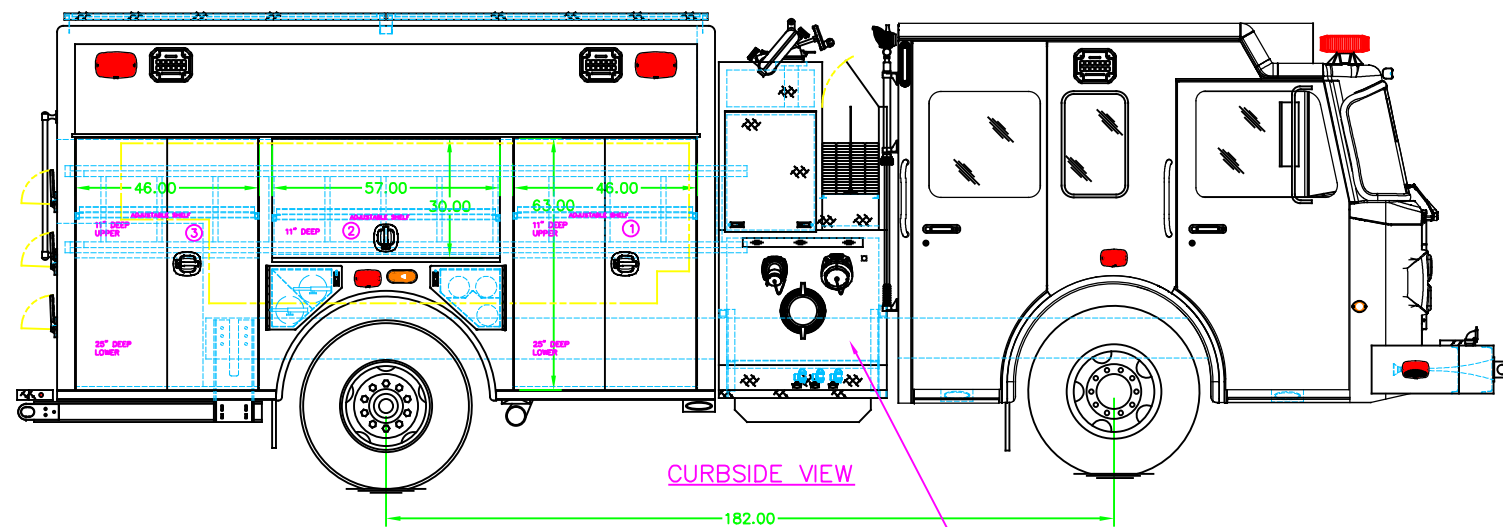 46.00
57.00
46.00
30.00
63.00
ADJUSTABLE SHELF
ADJUSTABLE SHELF
ADJUSTABLE SHELF
11" DEEP
UPPER
3
11" DEEP
2
11" DEEP
UPPER
1
25" DEEP
LOWER
25" DEEP
LOWER
CURBSIDE VIEW
182.00